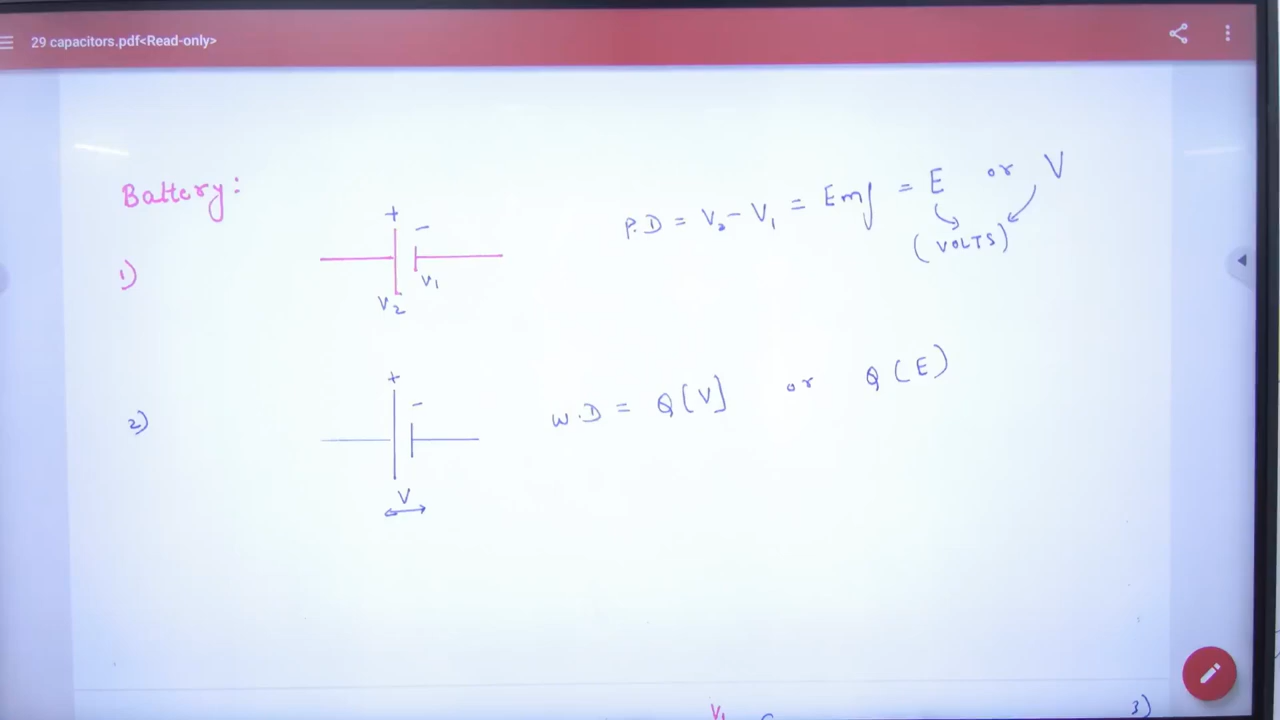 29 capacitors.pdf<Read-only>
Battery:
1)
+ -
V2 V1
P.D = V2 - V1 = Emf = E or V
(VOLTS)
2)
+ -
V
W.D = Q[V] or Q(E)
V1
3)